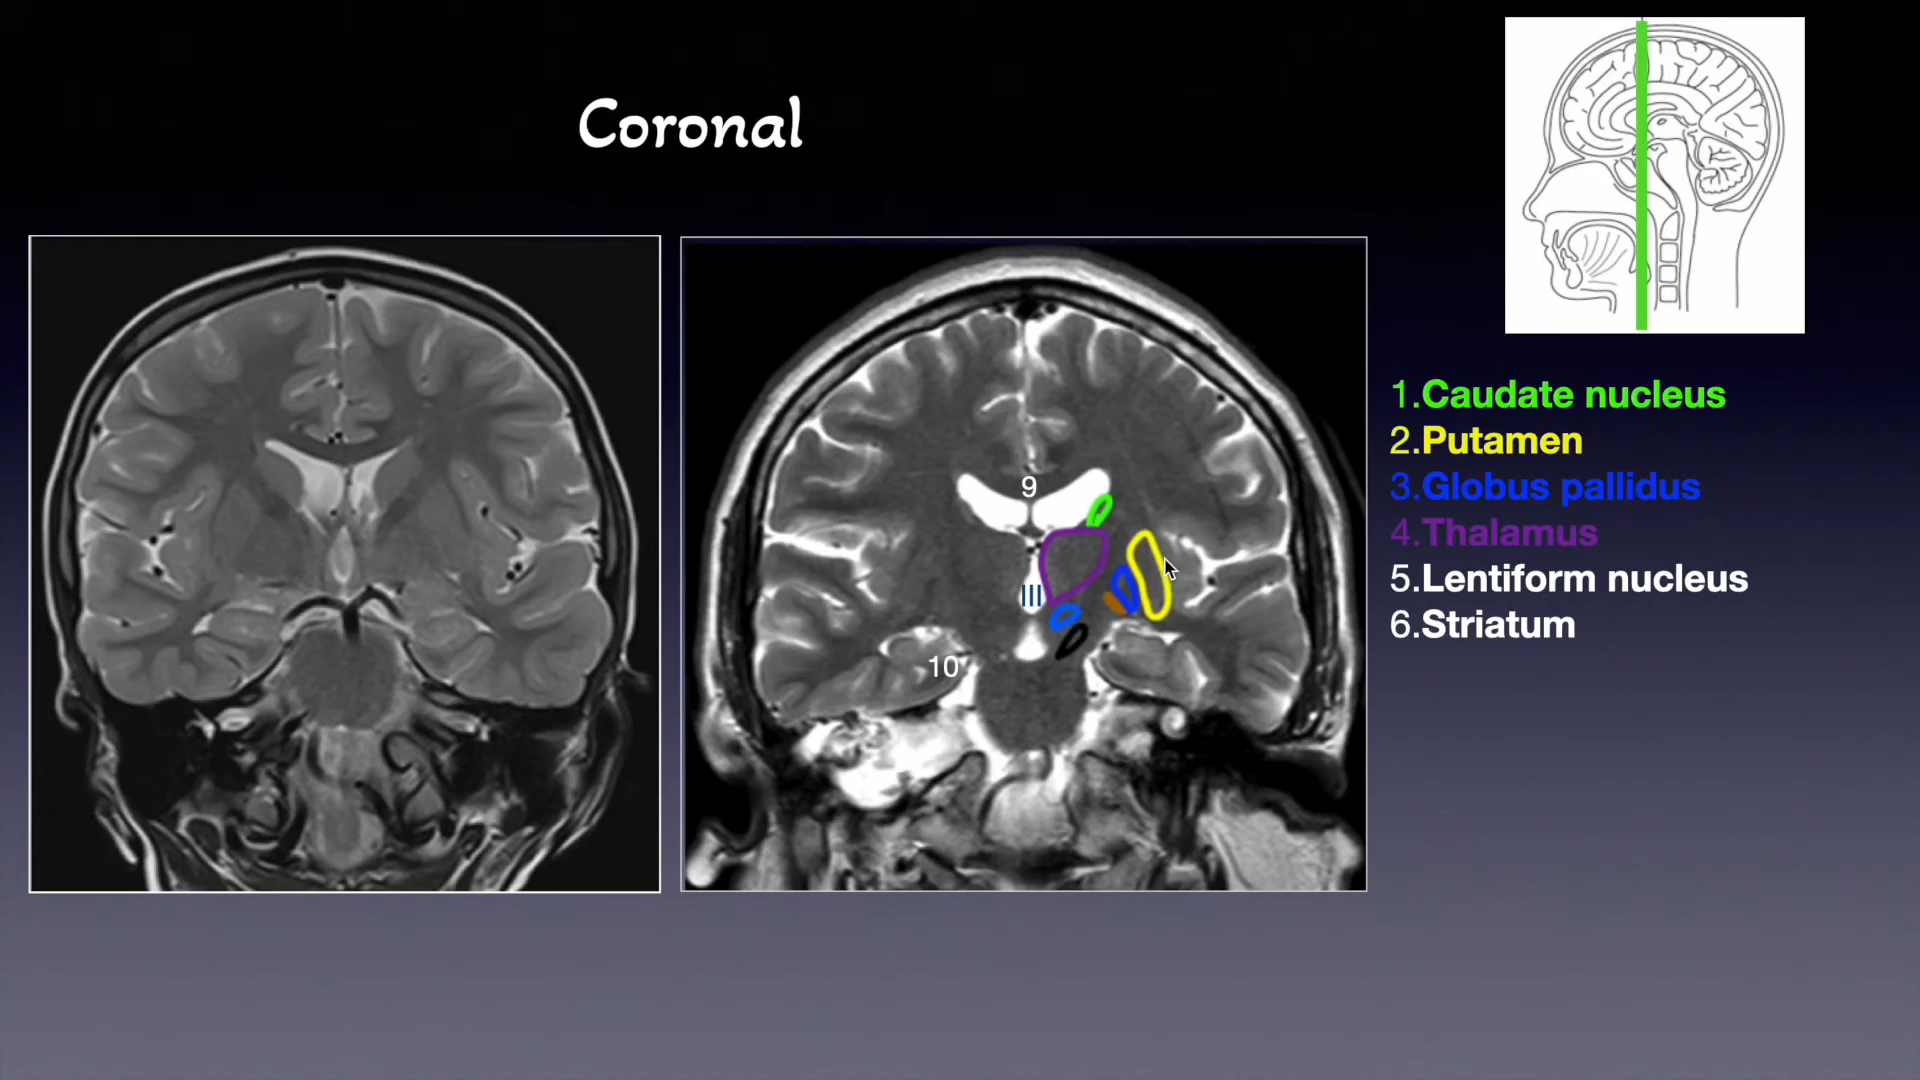 Coronal
9
III
10
1.Caudate nucleus
2.Putamen
3.Globus pallidus
4.Thalamus
5.Lentiform nucleus
6.Striatum